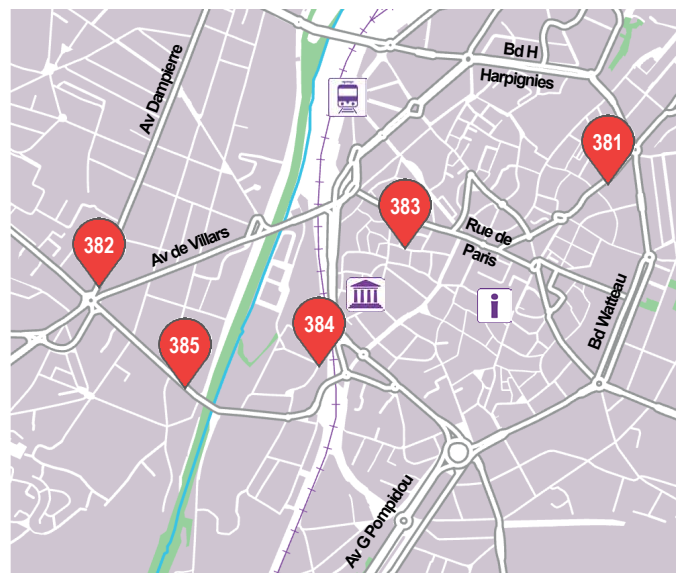 Bd H
Harpignies
Av Dampierre
381
383
382
Av de Villars
Rue de
Paris
i
384
385
Bd Watteau
Av G Pompidou